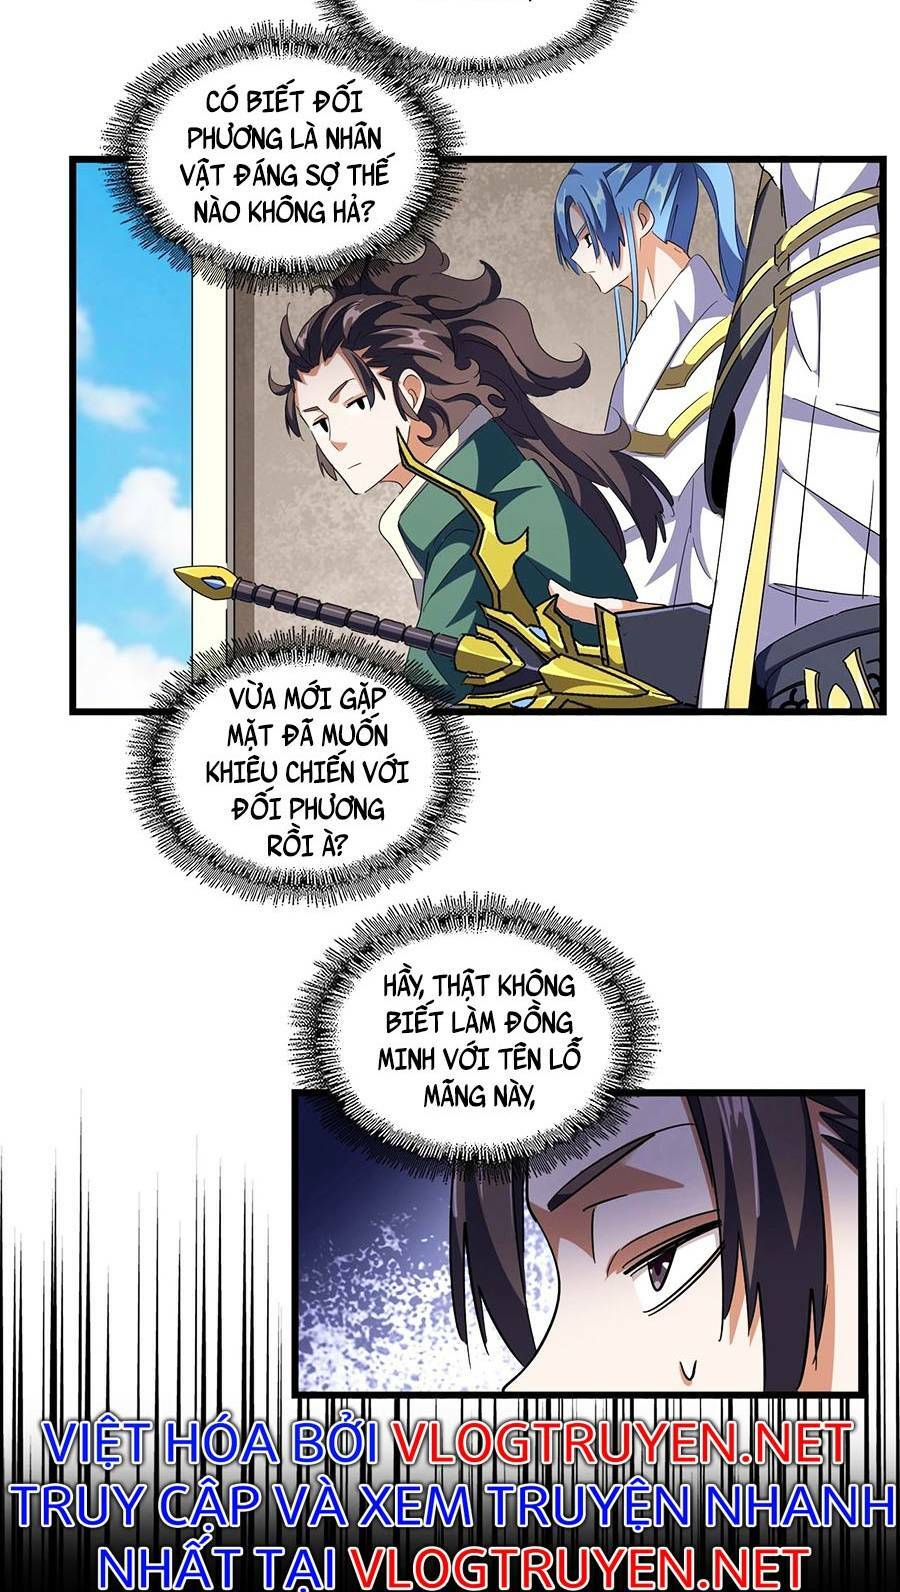 CÓ BIẾT ĐỐI
PHƯƠNG LÀ NHÂN
VẬT ĐÁNG SỢ THẾ
NÀO KHÔNG HẢ?
VỪA MỚI GẶP
MẶT ĐÃ MUỐN
KHIÊU CHIẾN VỚI
ĐỐI PHƯƠNG
RỒI À?
HẦY, THẬT KHÔNG
BIẾT LÀM ĐỒNG
MINH VỚI TÊN LỖ
MÃNG NÀY,
VIỆT HÓA BỞI VLOGTRUYEN.NET
TRUY CẬP VÀ XEM TRUYỆN NHANH
NHẤT TẠI VLOGTRUYEN.NET